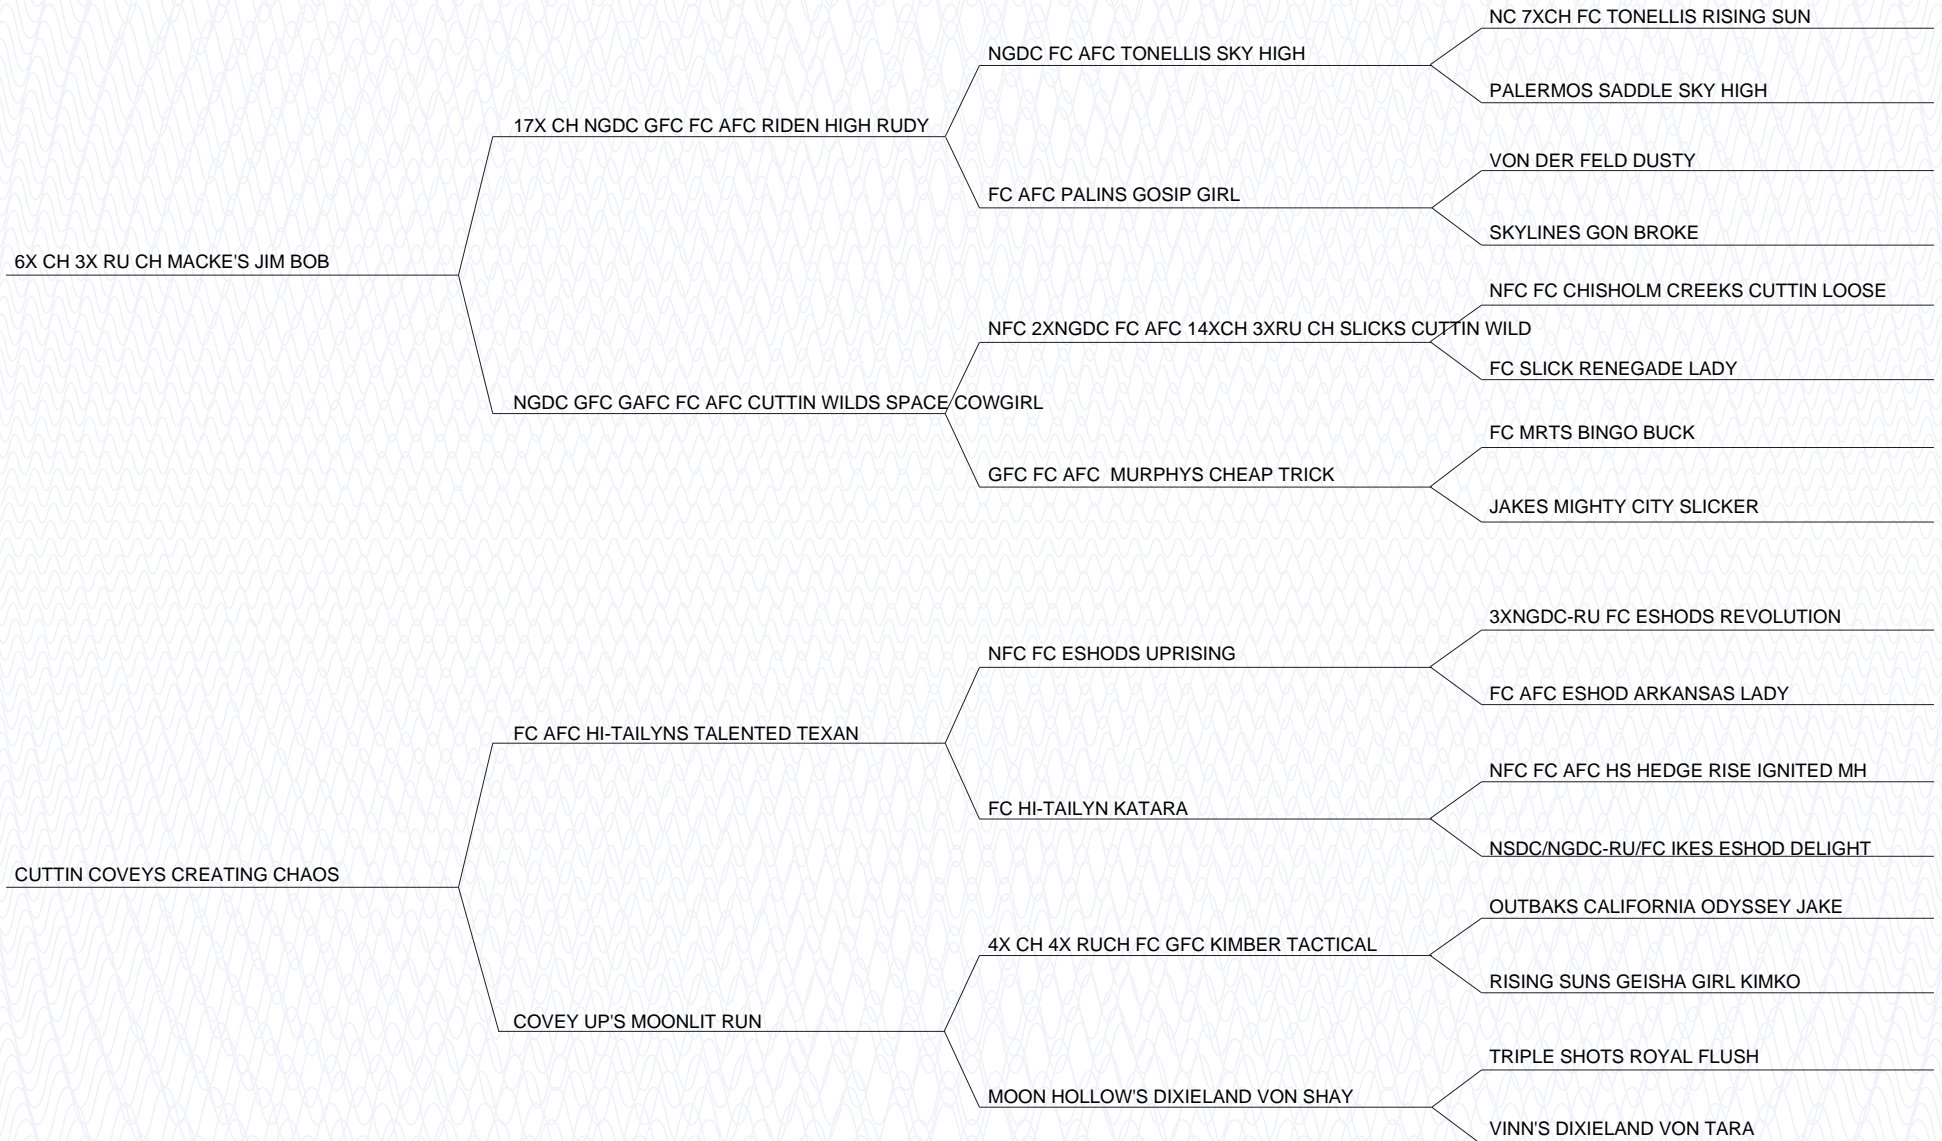 NC 7XCH FC TONELLIS RISING SUN
NGDC FC AFC TONELLIS SKY HIGH
PALERMOS SADDLE SKY HIGH
17X CH NGDC GFC FC AFC RIDEN HIGH RUDY
VON DER FELD DUSTY
FC AFC PALINS GOSIP GIRL
SKYLINES GON BROKE
6X CH 3X RU CH MACKE'S JIM BOB
NFC FC CHISHOLM CREEKS CUTTIN LOOSE
NFC 2XNGDC FC AFC 14XCH 3XRU CH SLICKS CUTTIN WILD
FC SLICK RENEGADE LADY
NGDC GFC GAFC FC AFC CUTTIN WILDS SPACE COWGIRL
FC MRTS BINGO BUCK
GFC FC AFC  MURPHYS CHEAP TRICK
JAKES MIGHTY CITY SLICKER
3XNGDC-RU FC ESHODS REVOLUTION
NFC FC ESHODS UPRISING
FC AFC ESHOD ARKANSAS LADY
FC AFC HI-TAILYNS TALENTED TEXAN
NFC FC AFC HS HEDGE RISE IGNITED MH
FC HI-TAILYN KATARA
NSDC/NGDC-RU/FC IKES ESHOD DELIGHT
CUTTIN COVEYS CREATING CHAOS
OUTBAKS CALIFORNIA ODYSSEY JAKE
4X CH 4X RUCH FC GFC KIMBER TACTICAL
RISING SUNS GEISHA GIRL KIMKO
COVEY UP'S MOONLIT RUN
TRIPLE SHOTS ROYAL FLUSH
MOON HOLLOW'S DIXIELAND VON SHAY
VINN'S DIXIELAND VON TARA